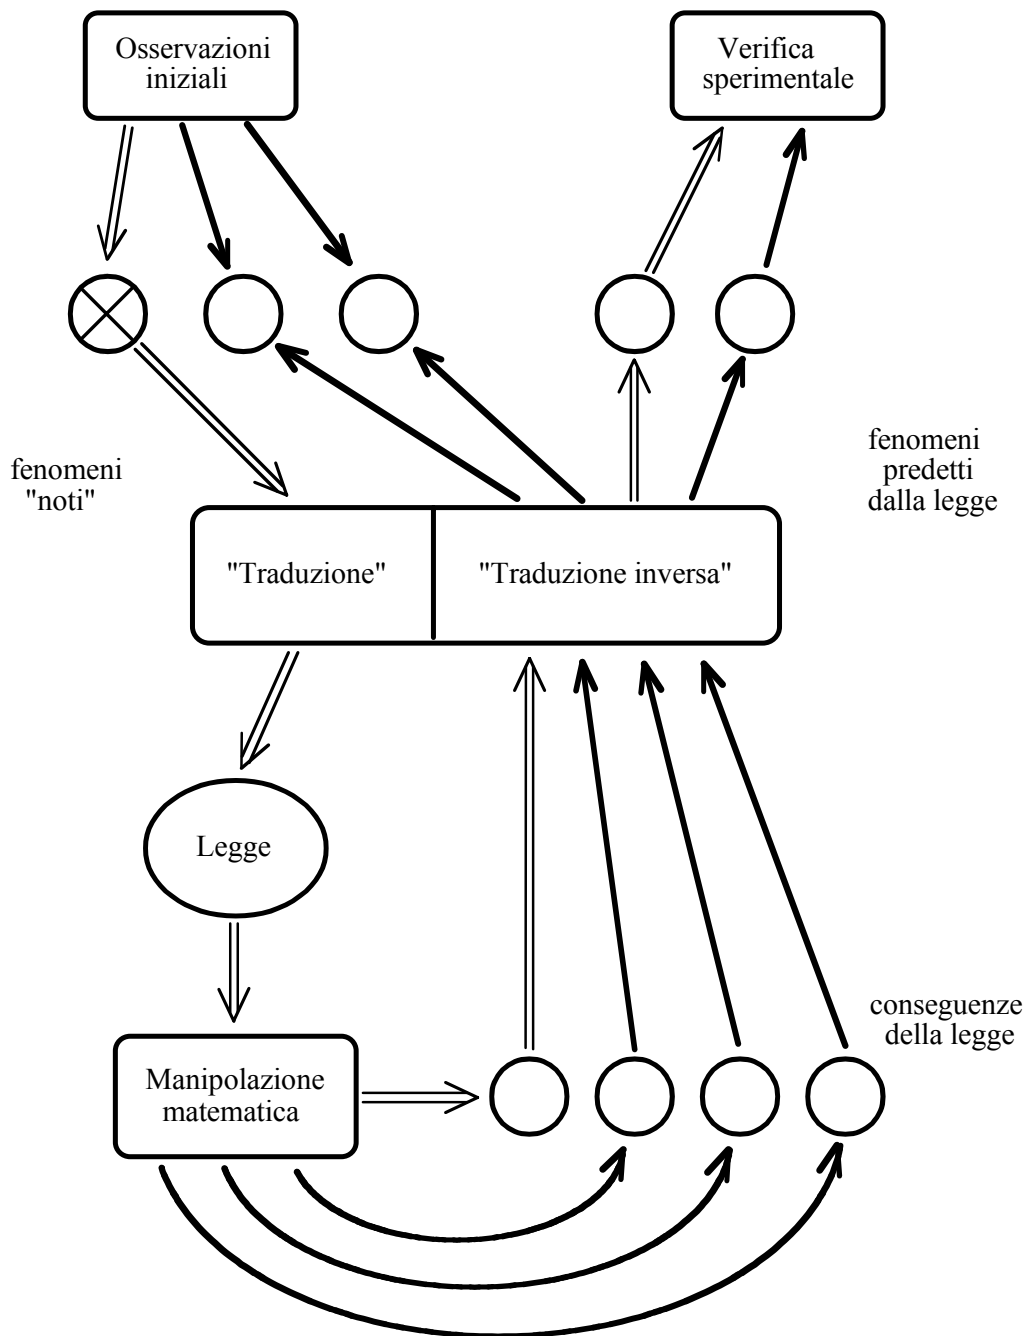 Osservazioni
iniziali
Verifica
sperimentale
fenomeni
"noti"
fenomeni
predetti
dalla legge
"Traduzione"
"Traduzione inversa"
Legge
conseguenze
della legge
Manipolazione
matematica